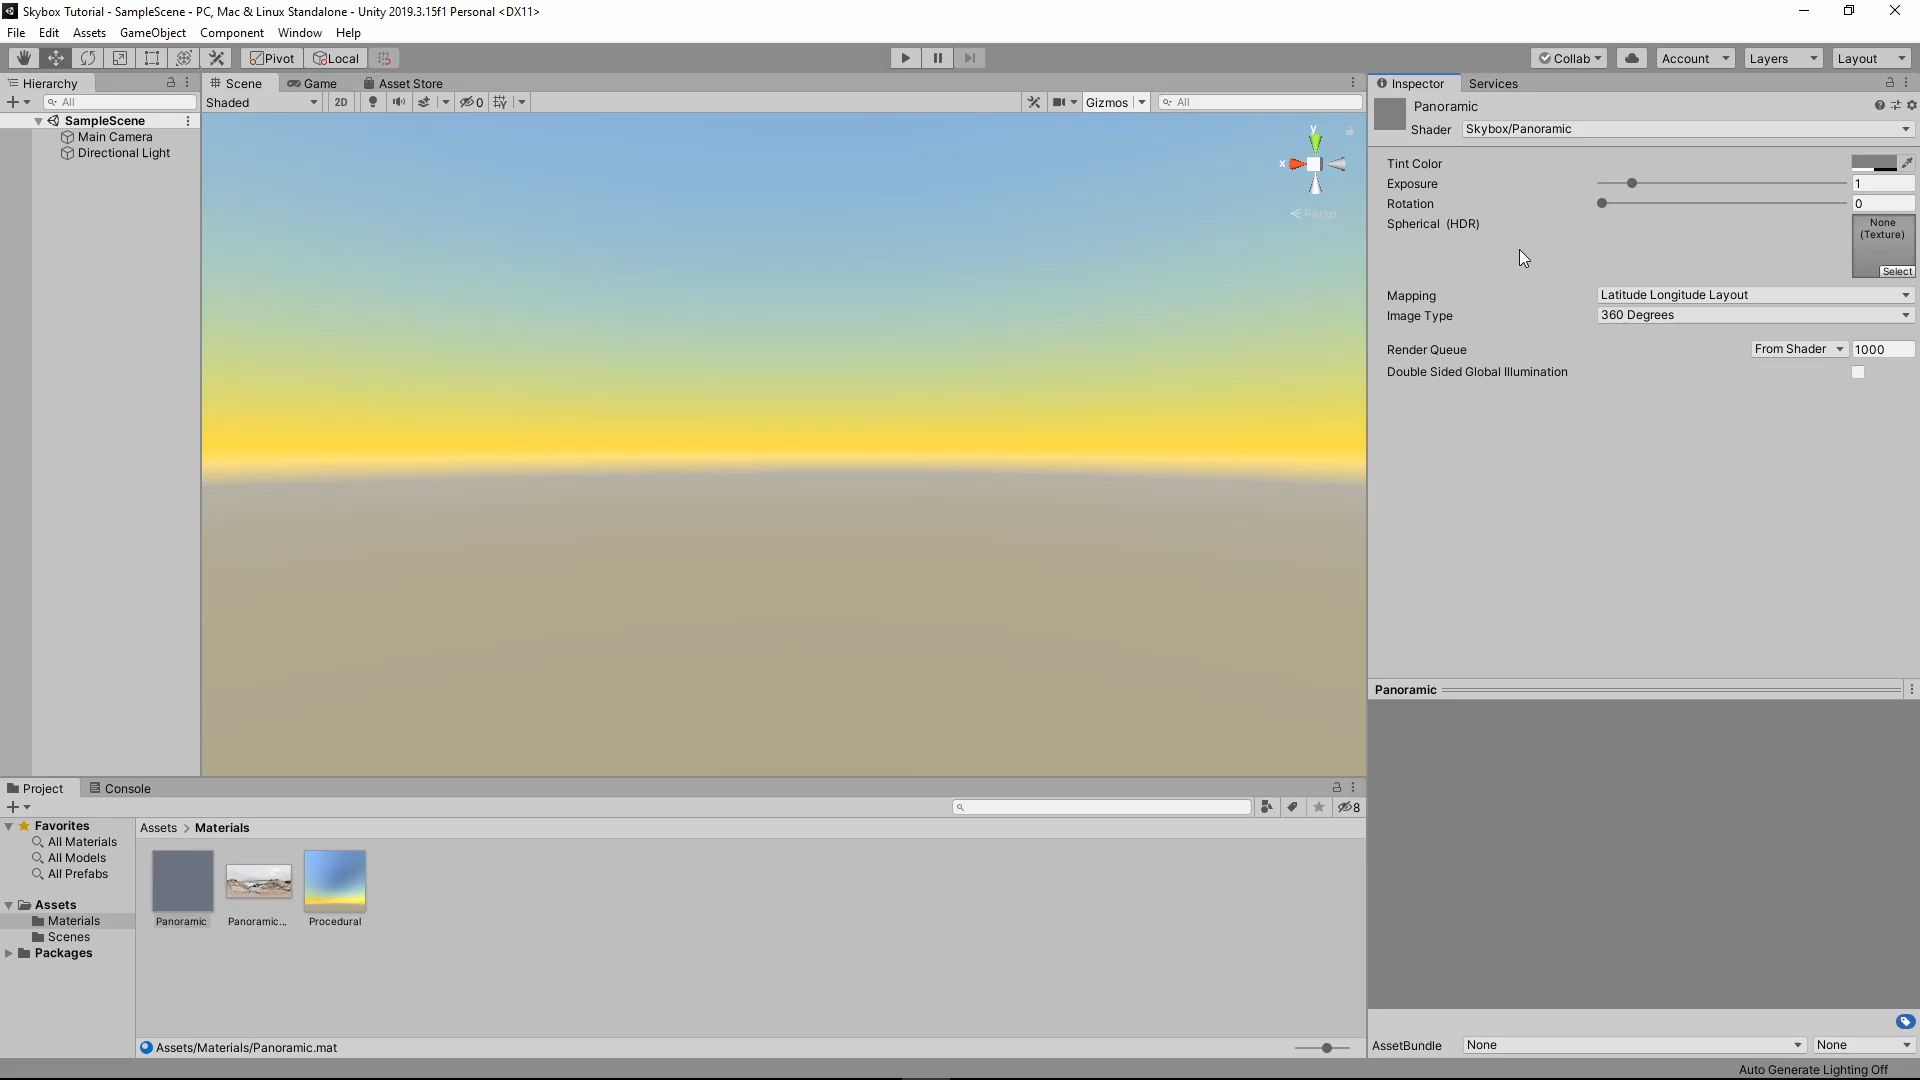 Skybox Tutorial - SampleScene - PC, Mac & Linux Standalone - Unity 2019.3.15f1 Personal <DX11>
File Edit Assets GameObject Component Window Help
Pivot Local Collab Account Layers Layout
Hierarchy
All
SampleScene
Main Camera
Directional Light
Scene Game Asset Store
Shaded 2D 0 Gizmos All
y
x
Persp
Inspector Services
Panoramic
Shader Skybox/Panoramic
Tint Color
Exposure 1
Rotation 0
Spherical (HDR) None
(Texture)
Select
Mapping Latitude Longitude Layout
Image Type 360 Degrees
Render Queue From Shader 1000
Double Sided Global Illumination
Panoramic
AssetBundle None None
Project Console
8
Favorites
All Materials
All Models
All Prefabs
Assets
Materials
Scenes
Packages
Assets > Materials
Panoramic Panoramic... Procedural
Assets/Materials/Panoramic.mat
Auto Generate Lighting Off